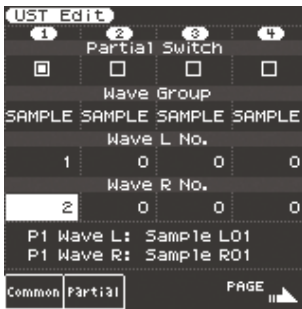 UST Edit
1 2 3 4
Partial Switch
Wave Group
SAMPLE SAMPLE SAMPLE SAMPLE
Wave L No.
1 0 0 0
Wave R No.
2 0 0 0
P1 Wave L: Sample L01
P1 Wave R: Sample R01
Common Partial PAGE